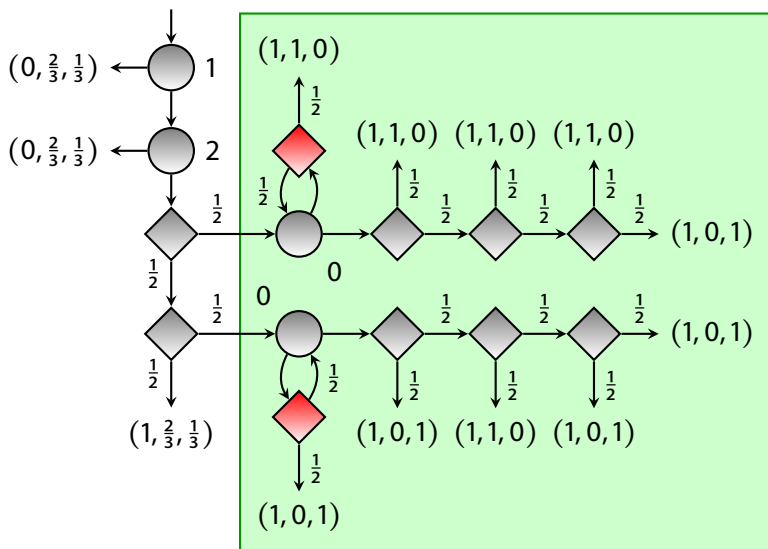 (1, 1, 0)
(0, 2/3, 1/3) 1
1/2
(0, 2/3, 1/3) 2 (1, 1, 0) (1, 1, 0) (1, 1, 0)
1/2 1/2 1/2 1/2
1/2 1/2 1/2 1/2
(1, 0, 1)
0
1/2
0
1/2 1/2 1/2 1/2
(1, 0, 1)
1/2 1/2 1/2 1/2 1/2
(1, 2/3, 1/3) (1, 0, 1) (1, 1, 0) (1, 0, 1)
1/2
(1, 0, 1)